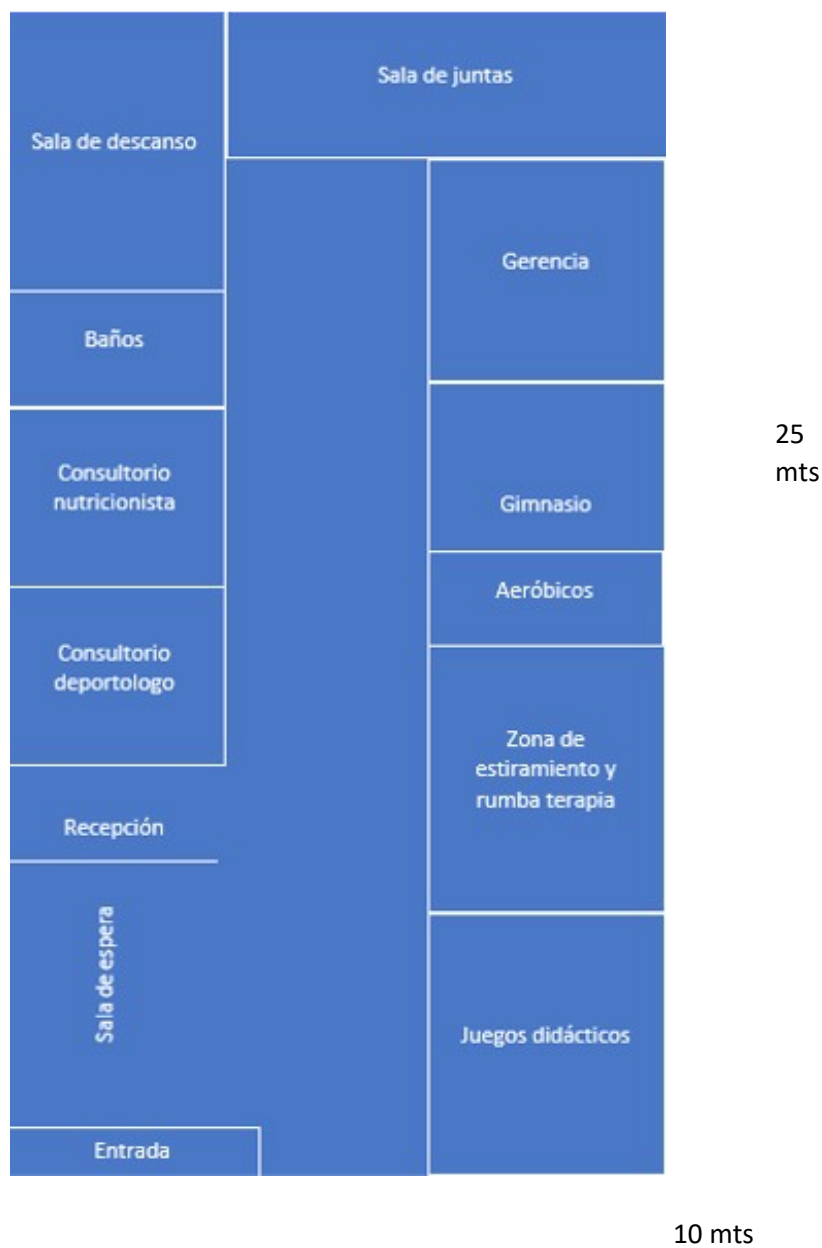 Sala de juntas
Sala de descanso
Gerencia
Baños
25
mts
Consultorio
nutricionista
Gimnasio
Aeróbicos
Consultorio
deportologo
Zona de
estiramiento y
rumba terapia
Recepción
Sala de espera
Juegos didácticos
Entrada
10 mts